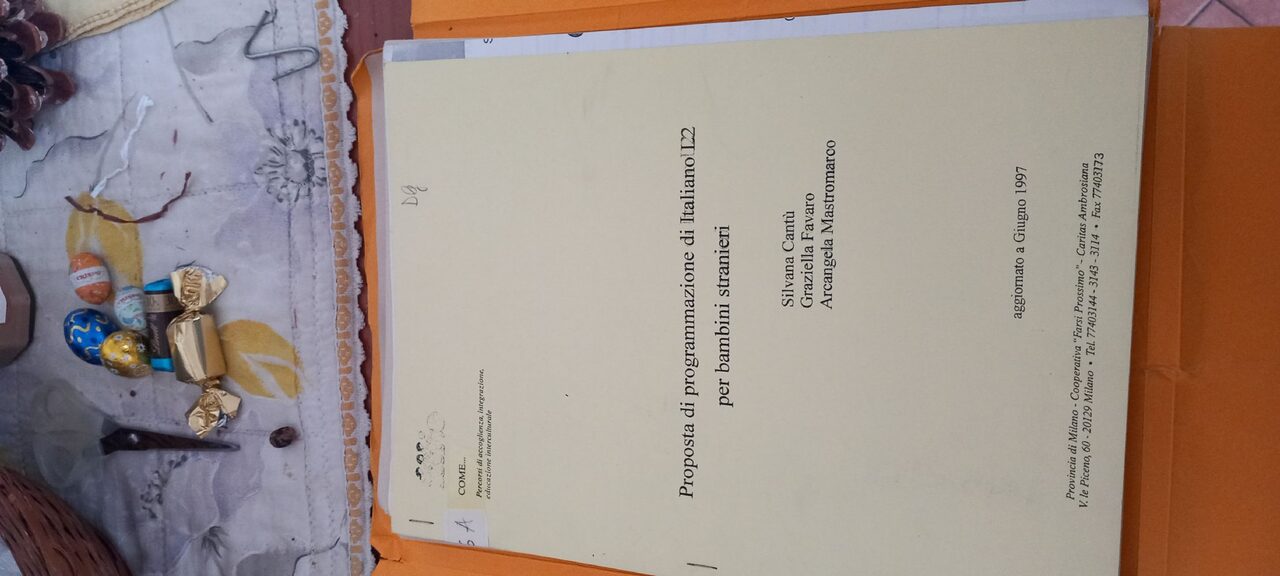 Dg
COME...
Percorsi di accoglienza, integrazione,
educazione interculturale
Proposta di programmazione di Italiano L2
per bambini stranieri
Silvana Cantù
Graziella Favaro
Arcangela Mastromarco
aggiornato a Giugno 1997
Provincia di Milano - Cooperativa "Farsi Prossimo" - Caritas Ambrosiana
V. le Piceno, 60 - 20129 Milano • Tel. 77403144 - 3143 - 3114 • Fax 77403173
Lindt